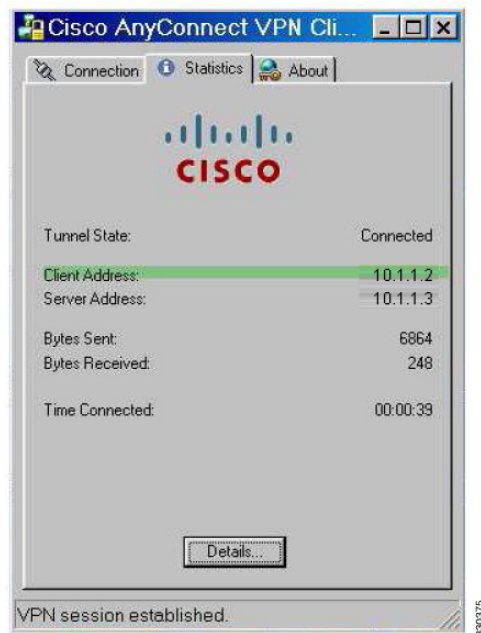 Cisco AnyConnect VPN Cli...
Connection Statistics About
CISCO
Tunnel State: Connected
Client Address: 10.1.1.2
Server Address: 10.1.1.3
Bytes Sent: 6864
Bytes Received: 248
Time Connected: 00:00:39
Details...
VPN session established.